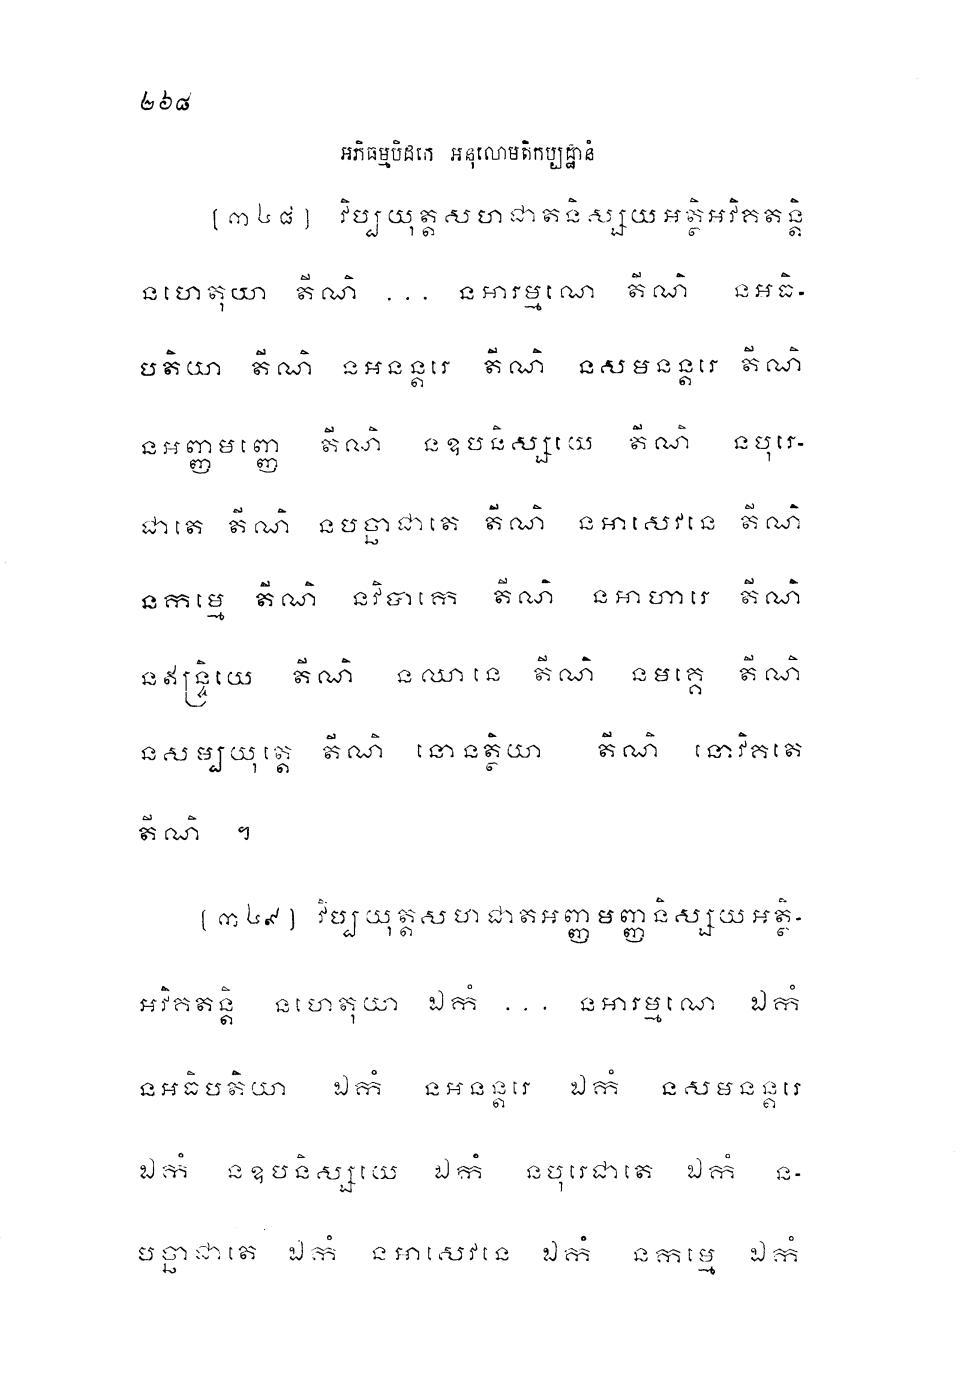 ២៦៨
អភិធម្មបិដកេ អនុលោមតិកប្បដ្ឋានំ
(៣៤៨) វិប្បយុត្តសហជាតនិស្សយអត្ថិអវិកតន្តិ
នហេតុយា តីណិ ... នអារម្មណេ តីណិ នអធិ-
បតិយា តីណិ នអនន្តរេ តីណិ នសមនន្តរេ តីណិ
នអញ្ញមញ្ញេ តីណិ នឧបនិស្សយេ តីណិ នបុរេ-
ជាតេ តីណិ នបច្ឆាជាតេ តីណិ នអាសេវនេ តីណិ
នកម្មេ តីណិ នវិបាកេ តីណិ នអាហារេ តីណិ
នឥន្ទ្រិយេ តីណិ នឈានេ តីណិ នមគ្គេ តីណិ
នសម្បយុត្តេ តីណិ នោនត្ថិយា តីណិ នោវិកតេ
តីណិ ។
(៣៤៩) វិប្បយុត្តសហជាតអញ្ញមញ្ញនិស្សយអត្ថិ-
អវិកតន្តិ នហេតុយា ឯកំ ... នអារម្មណេ ឯកំ
នអធិបតិយា ឯកំ នអនន្តរេ ឯកំ នសមនន្តរេ
ឯកំ នឧបនិស្សយេ ឯកំ នបុរេជាតេ ឯកំ ន-
បច្ឆាជាតេ ឯកំ នអាសេវនេ ឯកំ នកម្មេ ឯកំ